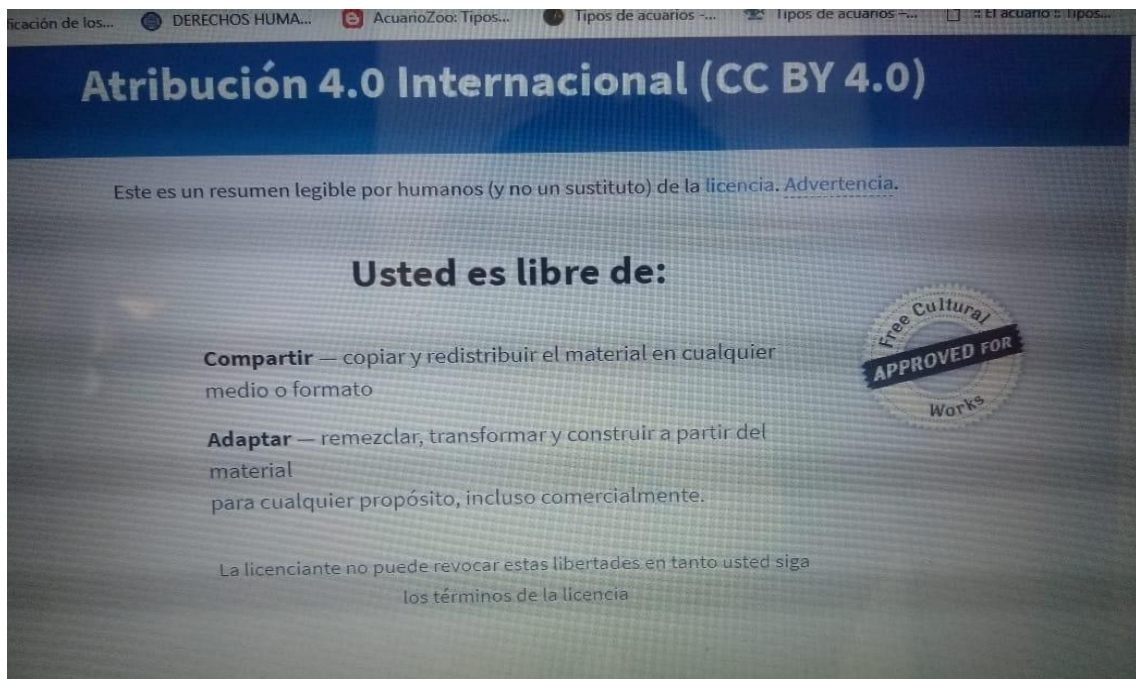 icación de los... DERECHOS HUMA... AcuarioZoo: Tipos... Tipos de acuarios -... Tipos de acuarios -... :: El acuario :: Tipos...
Atribución 4.0 Internacional (CC BY 4.0)
Este es un resumen legible por humanos (y no un sustituto) de la licencia. Advertencia.
Usted es libre de:
Compartir — copiar y redistribuir el material en cualquier
medio o formato
Adaptar — remezclar, transformar y construir a partir del
material
para cualquier propósito, incluso comercialmente.
La licenciante no puede revocar estas libertades en tanto usted siga
los términos de la licencia
Free Cultural
APPROVED FOR
Works